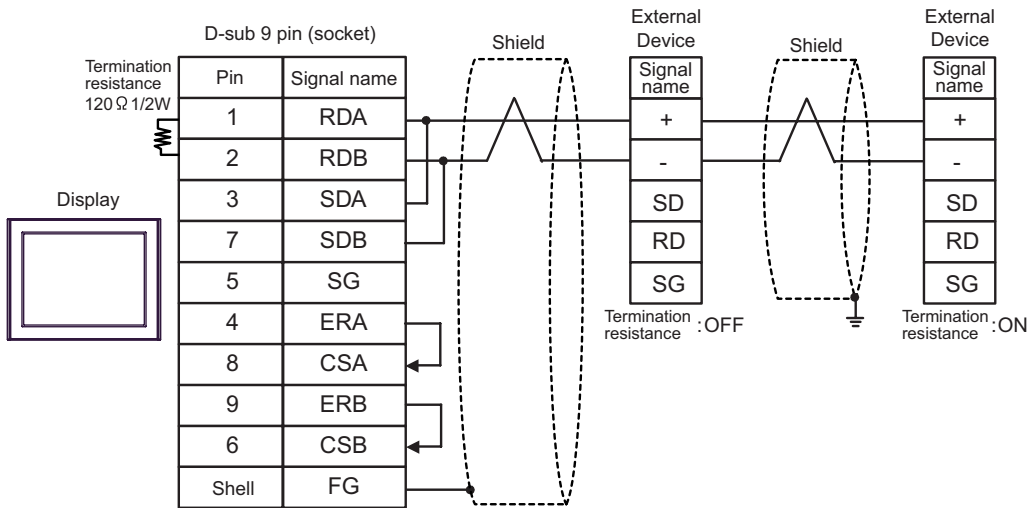 D-sub 9 pin (socket)
Termination
resistance
120Ω 1/2W
Pin Signal name
1 RDA
2 RDB
3 SDA
7 SDB
5 SG
4 ERA
8 CSA
9 ERB
6 CSB
Shell FG
Display
Shield
External
Device
Signal
name
+
-
SD
RD
SG
Termination
resistance :OFF
Shield
External
Device
Signal
name
+
-
SD
RD
SG
Termination
resistance :ON